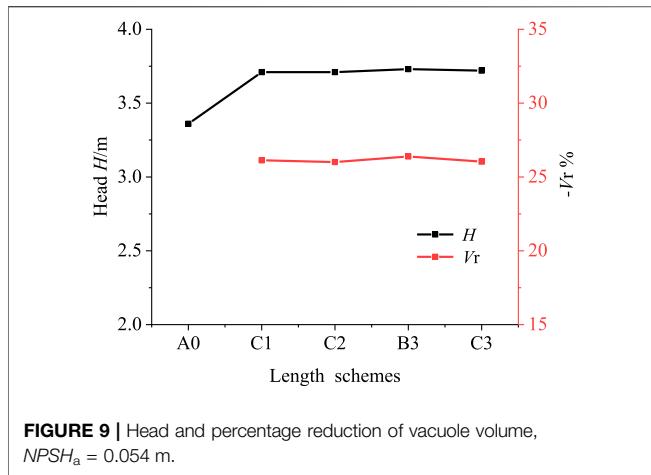 4.0
3.5
3.0
2.5
2.0
Head H/m
35
30
25
20
15
-Vr %
H
Vr
A0 C1 C2 B3 C3
Length schemes
FIGURE 9 | Head and percentage reduction of vacuole volume,
NPSHa = 0.054 m.